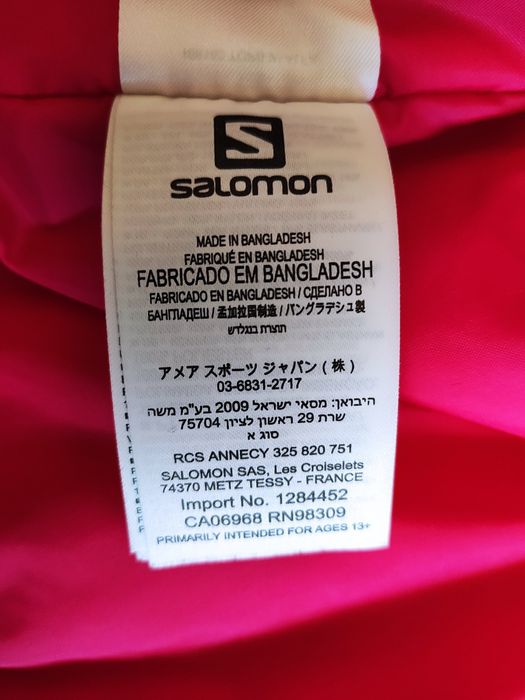 S
SALOMON
MADE IN BANGLADESH
FABRIQUÉ EN BANGLADESH
FABRICADO EM BANGLADESH
FABRICADO EN BANGLADESH / СДЕЛАНО В
БАНГЛАДЕШ / 孟加拉国制造 / バングラデシュ製
תוצרת בנגלדש
アメア スポーツ ジャパン ( 株 )
03-6831-2717
היבואן: מסאי ישראל 2009 בע"מ משה
שרת 29 ראשון לציון 75704
סוג א
RCS ANNECY 325 820 751
SALOMON SAS, Les Croiselets
74370 METZ TESSY - FRANCE
Import No. 1284452
CA06968 RN98309
PRIMARILY INTENDED FOR AGES 13+